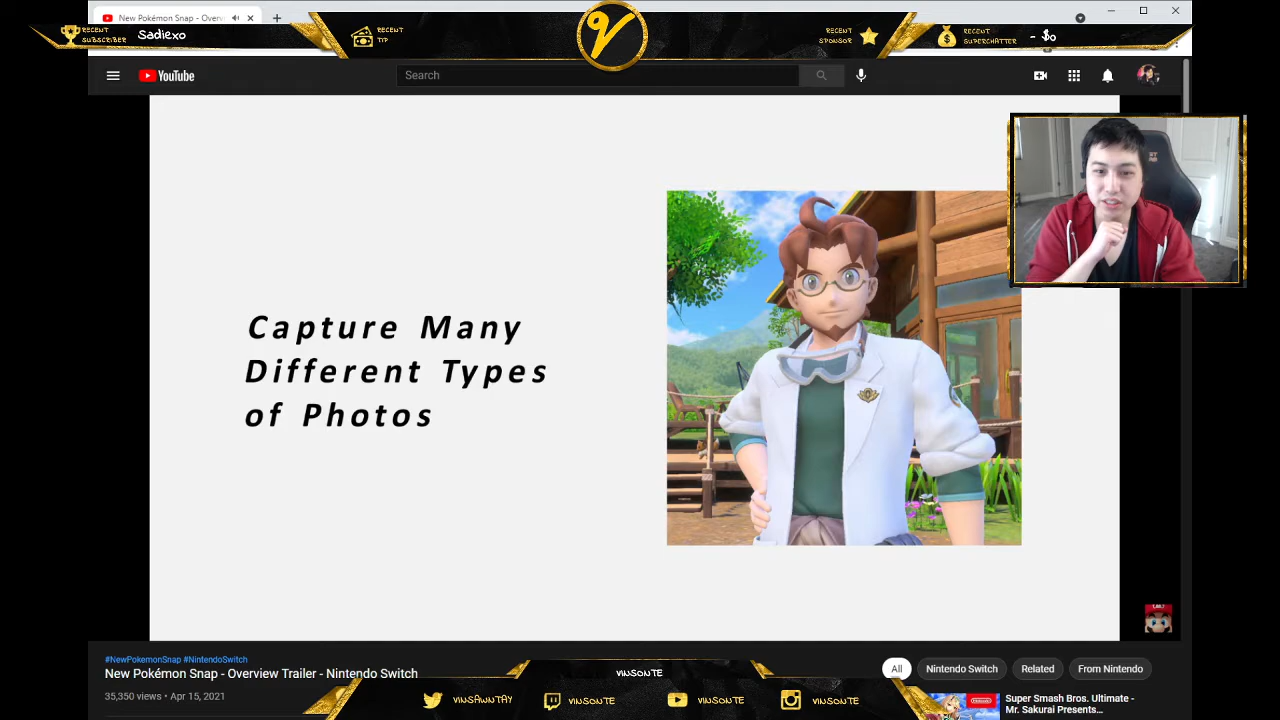 New Pokémon Snap - Overv
RECENT
SUBSCRIBER
Sadiexo
RECENT
TIP
RECENT
SPONSOR
RECENT
SUPERCHATTER
- $0
YouTube
Search
Capture Many
Different Types
of Photos
#NewPokemonSnap #NintendoSwitch
New Pokémon Snap - Overview Trailer - Nintendo Switch
35,350 views • Apr 15, 2021
All
Nintendo Switch
Related
From Nintendo
VINSONTE
VINSAWNTAY
VINSONTE
VINSONTE
VINSONTE
Super Smash Bros. Ultimate -
Mr. Sakurai Presents...